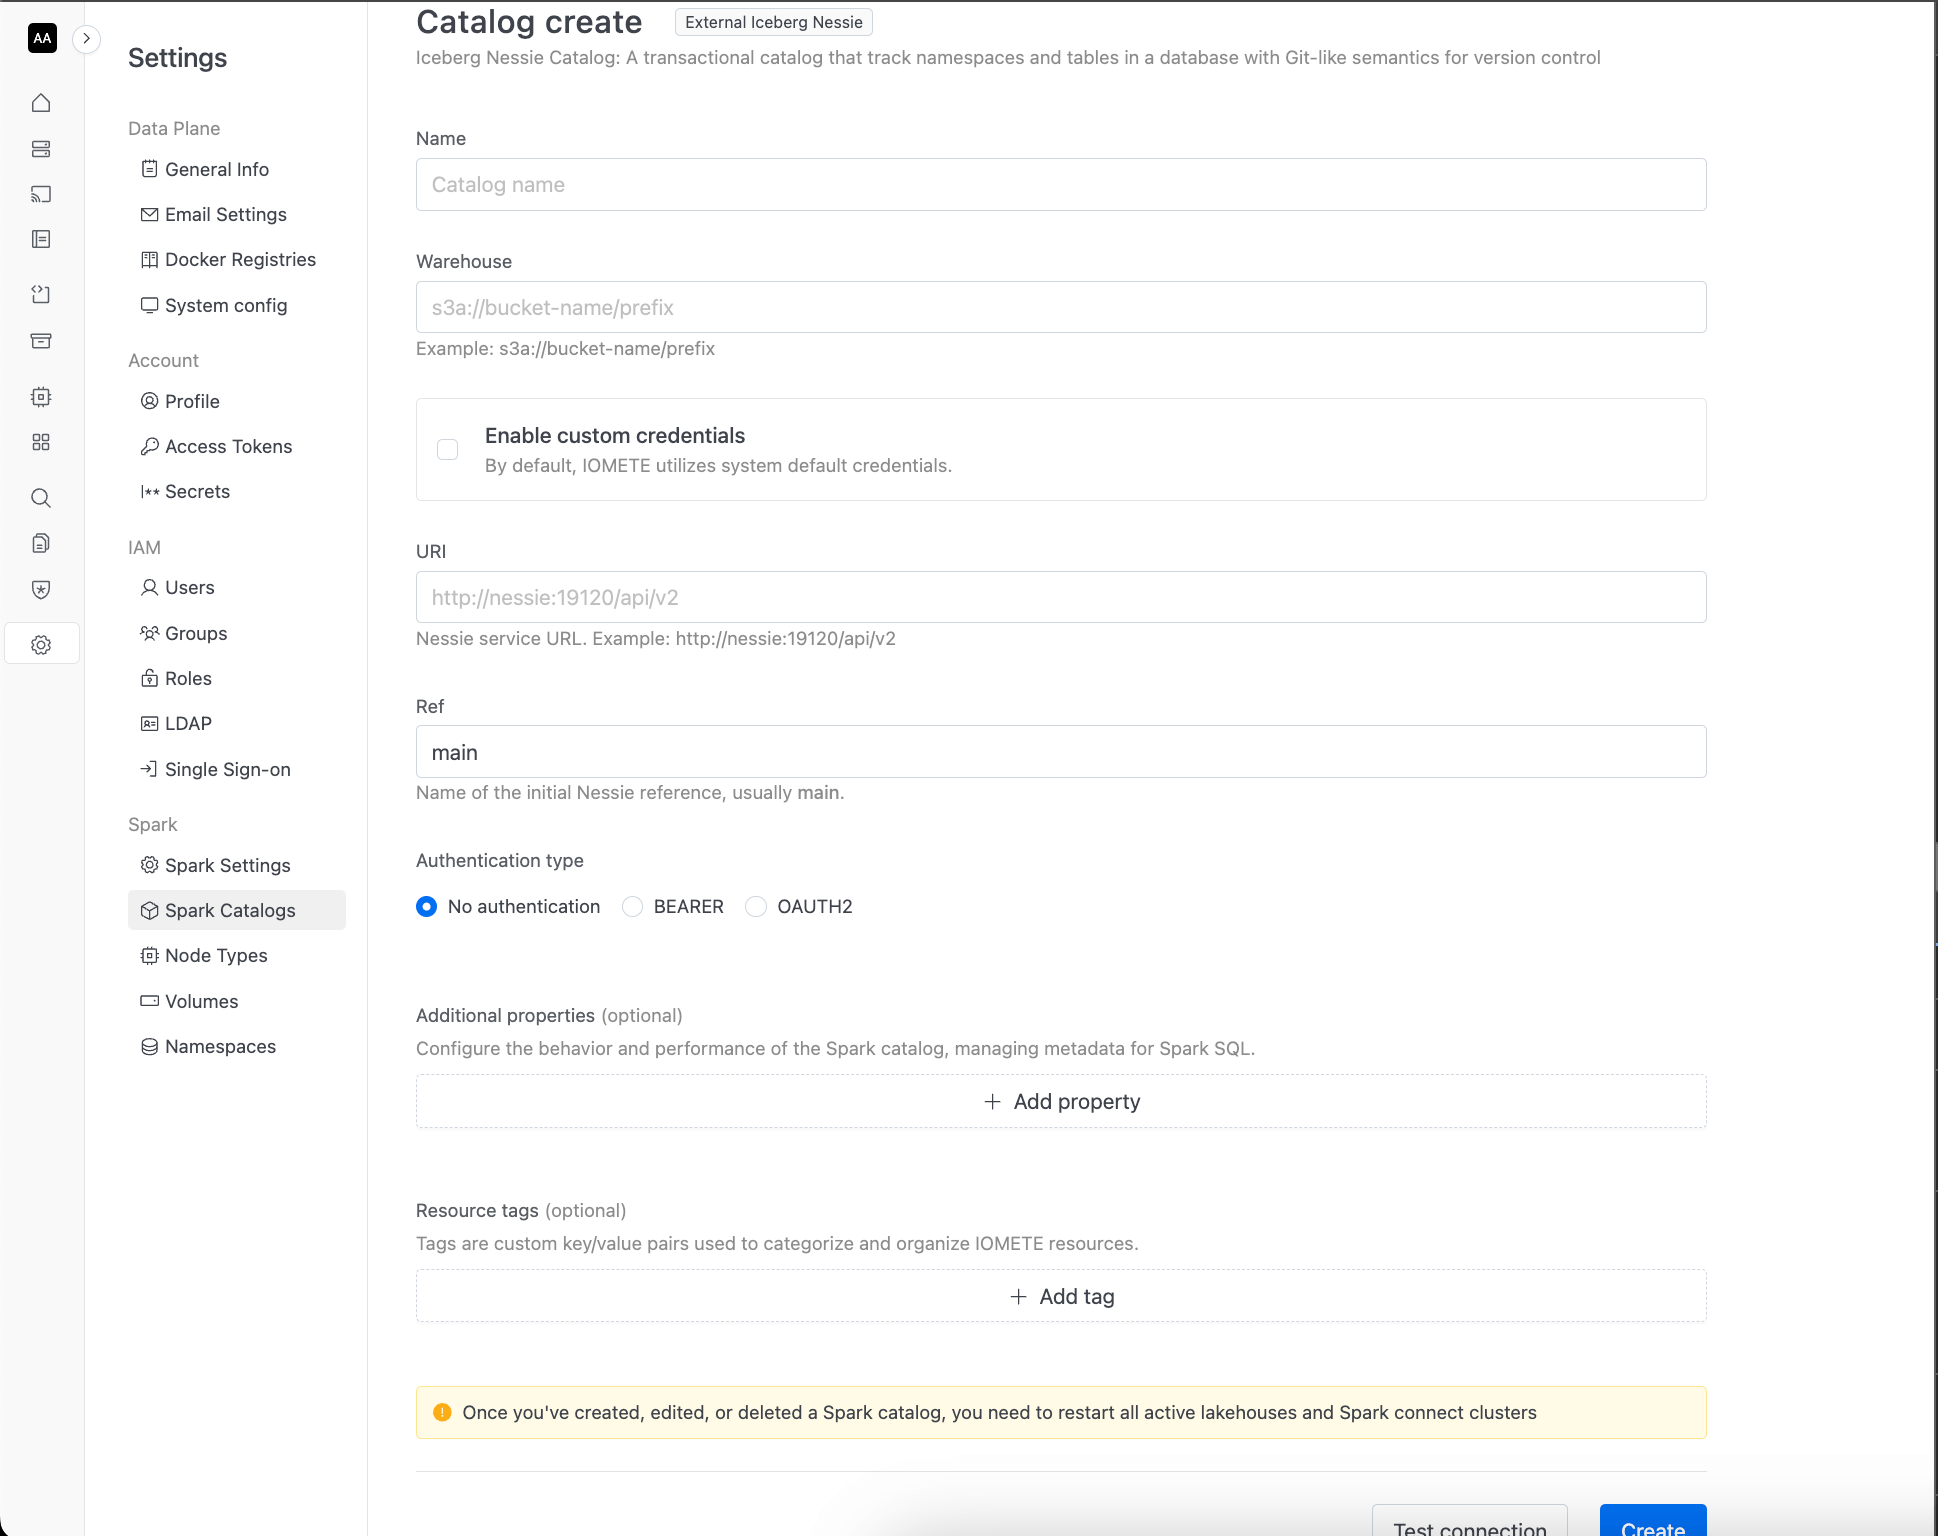 AA
Settings
Data Plane
General Info
Email Settings
Docker Registries
System config
Account
Profile
Access Tokens
Secrets
IAM
Users
Groups
Roles
LDAP
Single Sign-on
Spark
Spark Settings
Spark Catalogs
Node Types
Volumes
Namespaces
Catalog create
External Iceberg Nessie
Iceberg Nessie Catalog: A transactional catalog that track namespaces and tables in a database with Git-like semantics for version control
Name
Catalog name
Warehouse
s3a://bucket-name/prefix
Example: s3a://bucket-name/prefix
Enable custom credentials
By default, IOMETE utilizes system default credentials.
URI
http://nessie:19120/api/v2
Nessie service URL. Example: http://nessie:19120/api/v2
Ref
main
Name of the initial Nessie reference, usually main.
Authentication type
No authentication BEARER OAUTH2
Additional properties (optional)
Configure the behavior and performance of the Spark catalog, managing metadata for Spark SQL.
+ Add property
Resource tags (optional)
Tags are custom key/value pairs used to categorize and organize IOMETE resources.
+ Add tag
Once you've created, edited, or deleted a Spark catalog, you need to restart all active lakehouses and Spark connect clusters
Test connection
Create